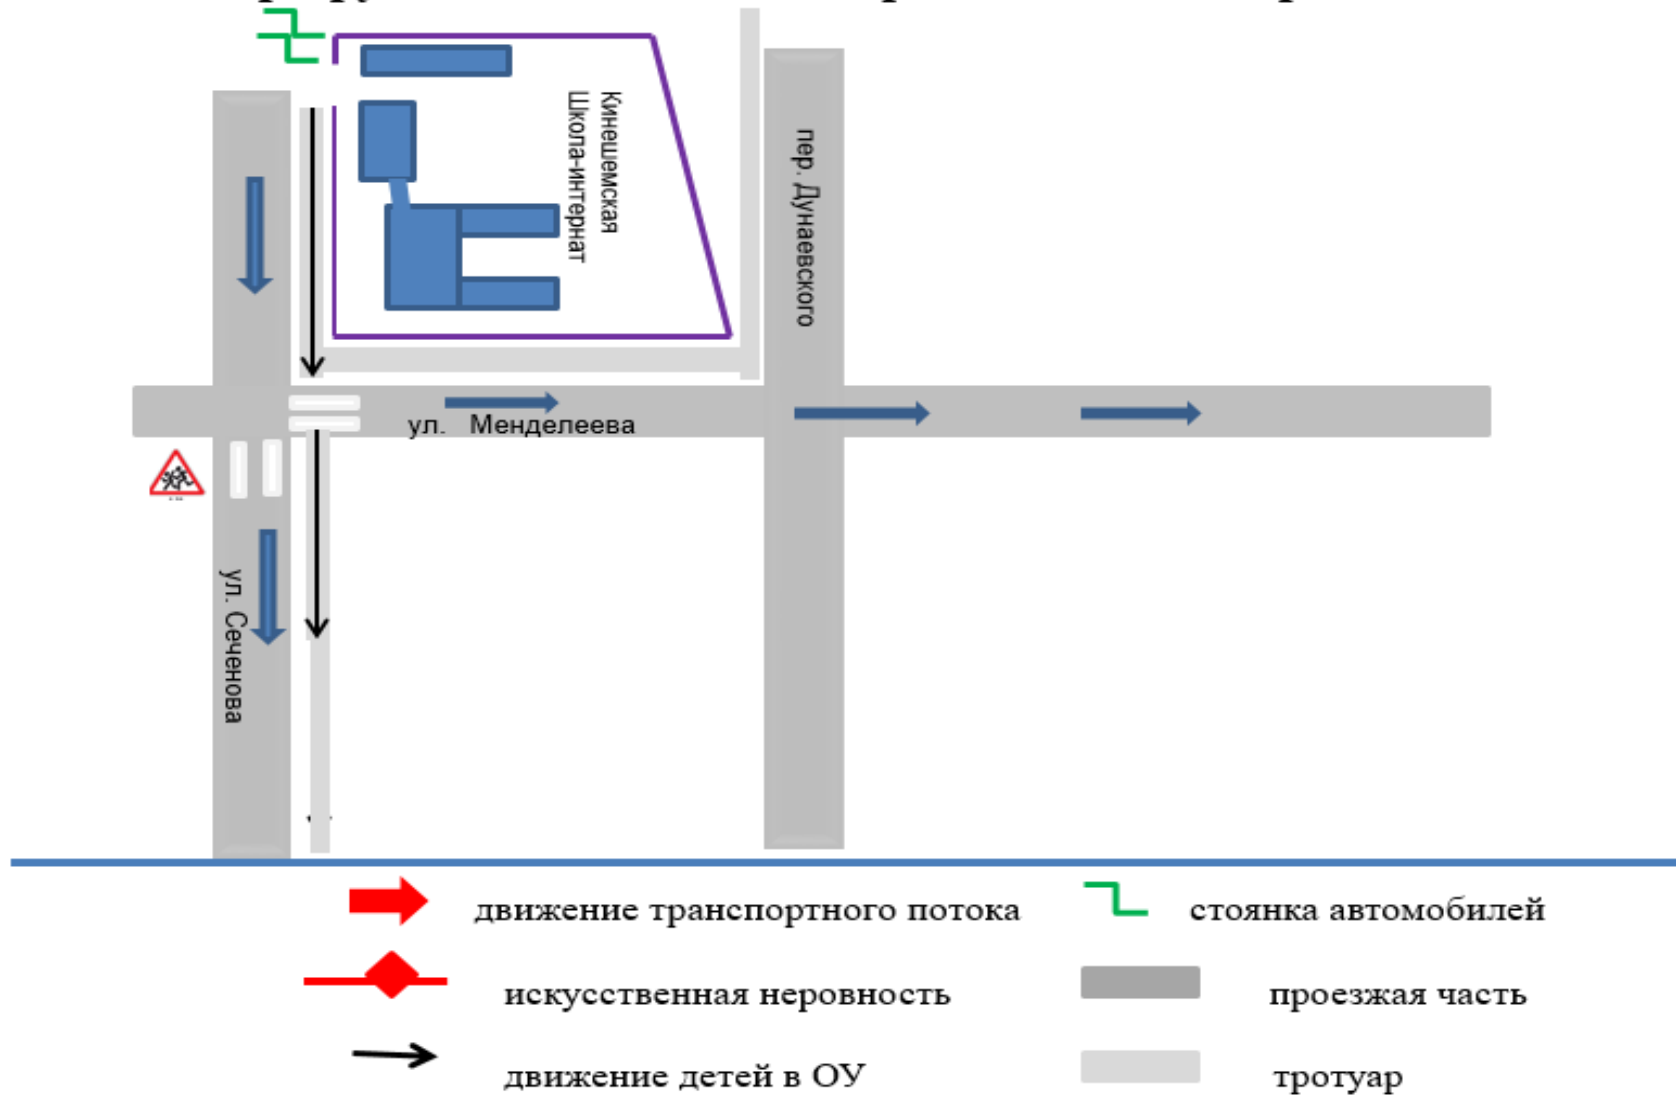 Кинешемская
Школа-интернат
пер. Дунаевского
ул. Менделеева
ул. Сеченова
движение транспортного потока
стоянка автомобилей
искусственная неровность
проезжая часть
движение детей в ОУ
тротуар